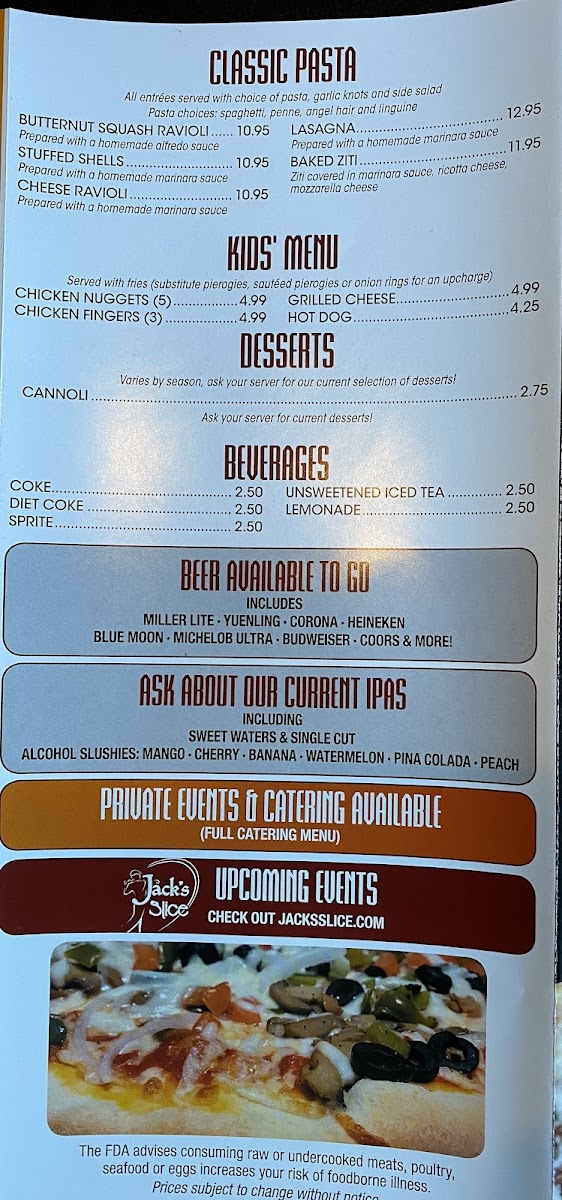 CLASSIC PASTA
All entrées served with choice of pasta, garlic knots and side salad
Pasta choices: spaghetti, penne, angel hair and linguine
BUTTERNUT SQUASH RAVIOLI ...... 10.95
Prepared with a homemade alfredo sauce
STUFFED SHELLS ........................... 10.95
Prepared with a homemade marinara sauce
CHEESE RAVIOLI .......................... 10.95
Prepared with a homemade marinara sauce
LASAGNA ..................................... 12.95
Prepared with a homemade marinara sauce
BAKED ZITI .................................... 11.95
Ziti covered in marinara sauce, ricotta cheese,
mozzarella cheese
KIDS' MENU
Served with fries (substitute pierogies, sautéed pierogies or onion rings for an upcharge)
CHICKEN NUGGETS (5) ................ 4.99
CHICKEN FINGERS (3) ................. 4.99
GRILLED CHEESE .......................... 4.99
HOT DOG ..................................... 4.25
DESSERTS
Varies by season, ask your server for our current selection of desserts!
CANNOLI ........................................................................................ 2.75
Ask your server for current desserts!
BEVERAGES
COKE ........................................... 2.50
DIET COKE ................................... 2.50
SPRITE .......................................... 2.50
UNSWEETENED ICED TEA ............ 2.50
LEMONADE ................................. 2.50
BEER AVAILABLE TO GO
INCLUDES
MILLER LITE · YUENLING · CORONA · HEINEKEN
BLUE MOON · MICHELOB ULTRA · BUDWEISER · COORS & MORE!
ASK ABOUT OUR CURRENT IPAS
INCLUDING
SWEET WATERS & SINGLE CUT
ALCOHOL SLUSHIES: MANGO · CHERRY · BANANA · WATERMELON · PINA COLADA · PEACH
PRIVATE EVENTS & CATERING AVAILABLE
(FULL CATERING MENU)
Jack's
Slice
UPCOMING EVENTS
CHECK OUT JACKSSLICE.COM
The FDA advises consuming raw or undercooked meats, poultry,
seafood or eggs increases your risk of foodborne illness.
Prices subject to change without notice